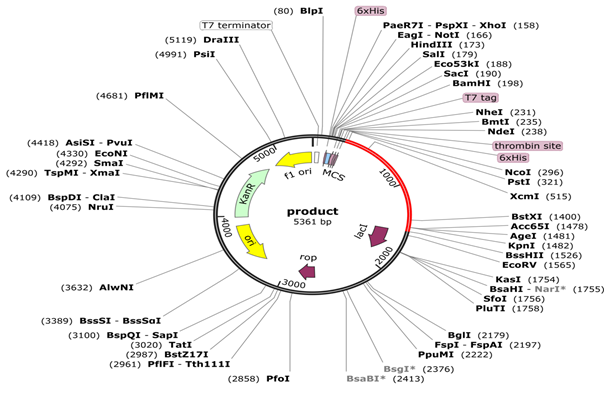 (80) BlpI
6xHis
T7 terminator
(5119) DraIII
(4991) PsiI
(4681) PflMI
(4418) AsiSI - PvuI
(4330) EcoNI
(4292) SmaI
(4290) TspMI - XmaI
(4109) BspDI - ClaI
(4075) NruI
(3632) AlwNI
(3389) BssSI - BssSαI
(3100) BspQI - SapI
(3020) TatI
(2987) BstZ17I
(2961) PflFI - Tth111I
(2858) PfoI
PaeR7I - PspXI - XhoI (158)
EagI - NotI (166)
HindIII (173)
SalI (179)
Eco53kI (188)
SacI (190)
BamHI (198)
T7 tag
NheI (231)
BmtI (235)
NdeI (238)
thrombin site
6xHis
NcoI (296)
PstI (321)
XcmI (515)
BstXI (1400)
Acc65I (1478)
AgeI (1481)
KpnI (1482)
BssHII (1526)
EcoRV (1565)
KasI (1754)
BsaHI - NarI* (1755)
SfoI (1756)
PluTI (1758)
BglI (2179)
FspI - FspAI (2197)
PpuMI (2222)
BsgI* (2376)
BsaBI* (2413)
5000
1000
2000
3000
4000
f1 ori
MCS
KanR
ori
rop
lacI
product
5361 bp